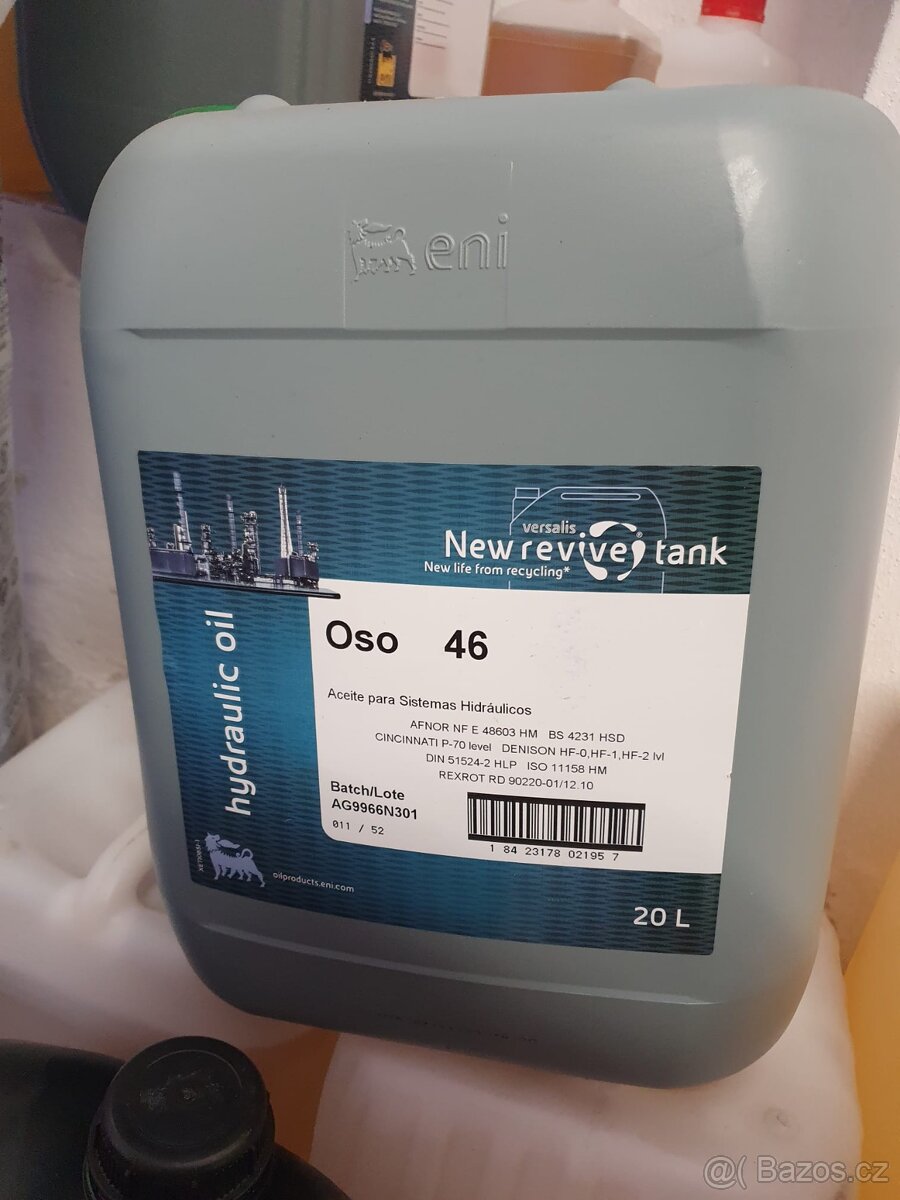 eni
versalis
New revive® tank
New life from recycling*
hydraulic oil
Oso 46
Aceite para Sistemas Hidráulicos
AFNOR NF E 48603 HM BS 4231 HSD
CINCINNATI P-70 level DENISON HF-0,HF-1,HF-2 lvl
DIN 51524-2 HLP ISO 11158 HM
REXROT RD 90220-01/12.10
Batch/Lote
AG9966N301
011 / 52
1 84 23178 02195 7
oilproducts.eni.com
20 L
@( Bazos.cz